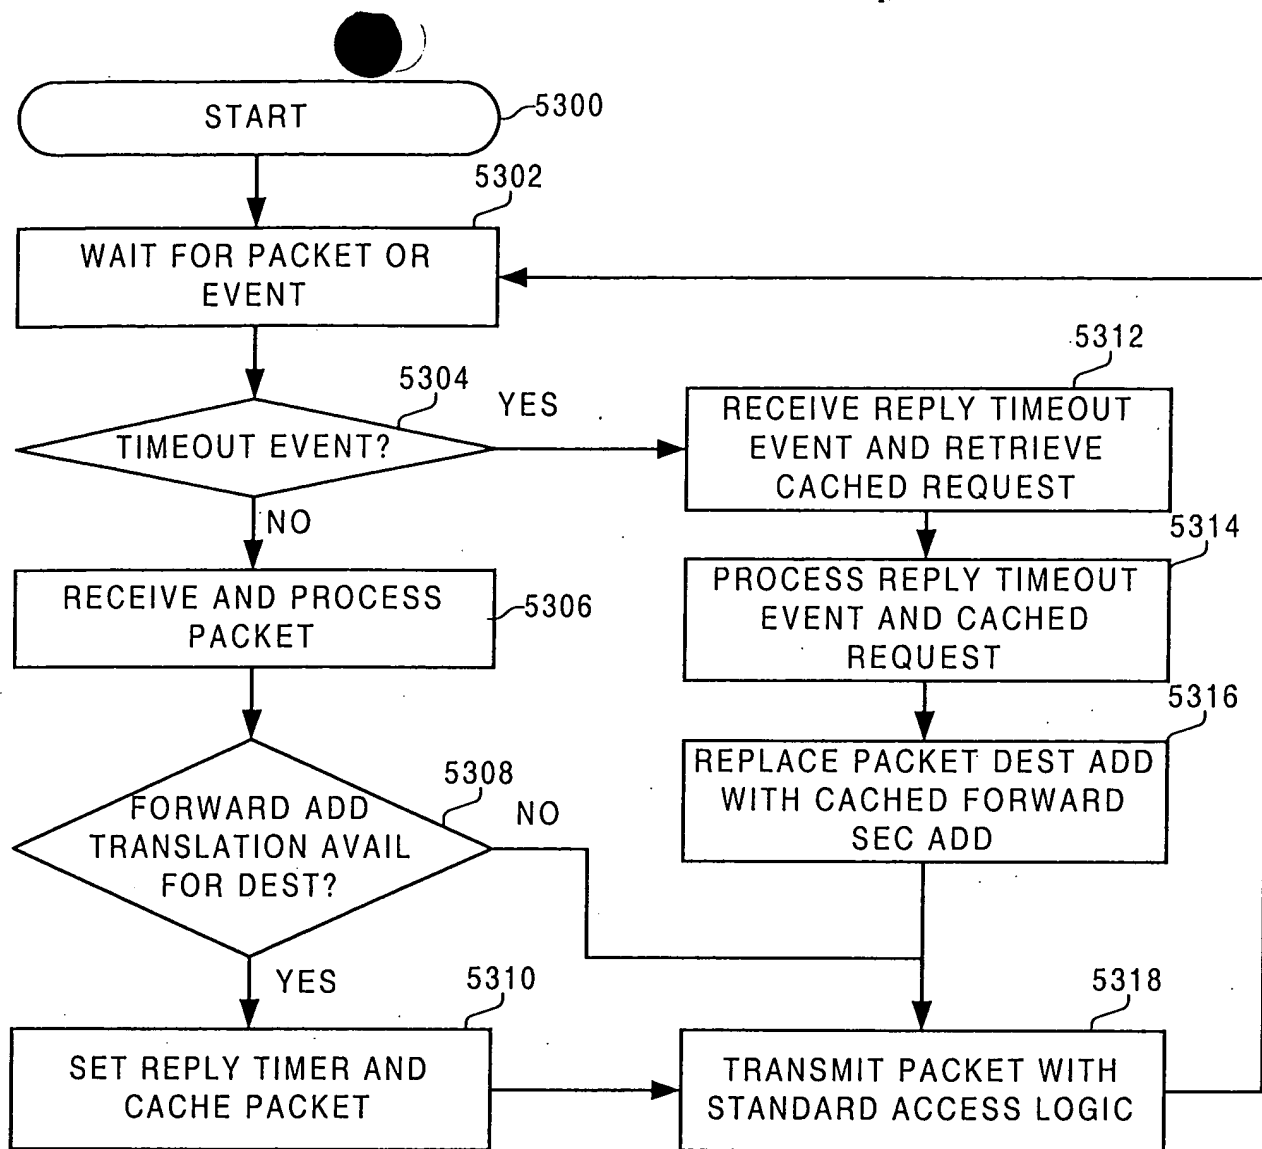 START
5300
5302
WAIT FOR PACKET OR
EVENT
5304
TIMEOUT EVENT?
YES
NO
5312
RECEIVE REPLY TIMEOUT
EVENT AND RETRIEVE
CACHED REQUEST
5306
RECEIVE AND PROCESS
PACKET
5314
PROCESS REPLY TIMEOUT
EVENT AND CACHED
REQUEST
5308
FORWARD ADD
TRANSLATION AVAIL
FOR DEST?
NO
YES
5316
REPLACE PACKET DEST ADD
WITH CACHED FORWARD
SEC ADD
5310
SET REPLY TIMER AND
CACHE PACKET
5318
TRANSMIT PACKET WITH
STANDARD ACCESS LOGIC